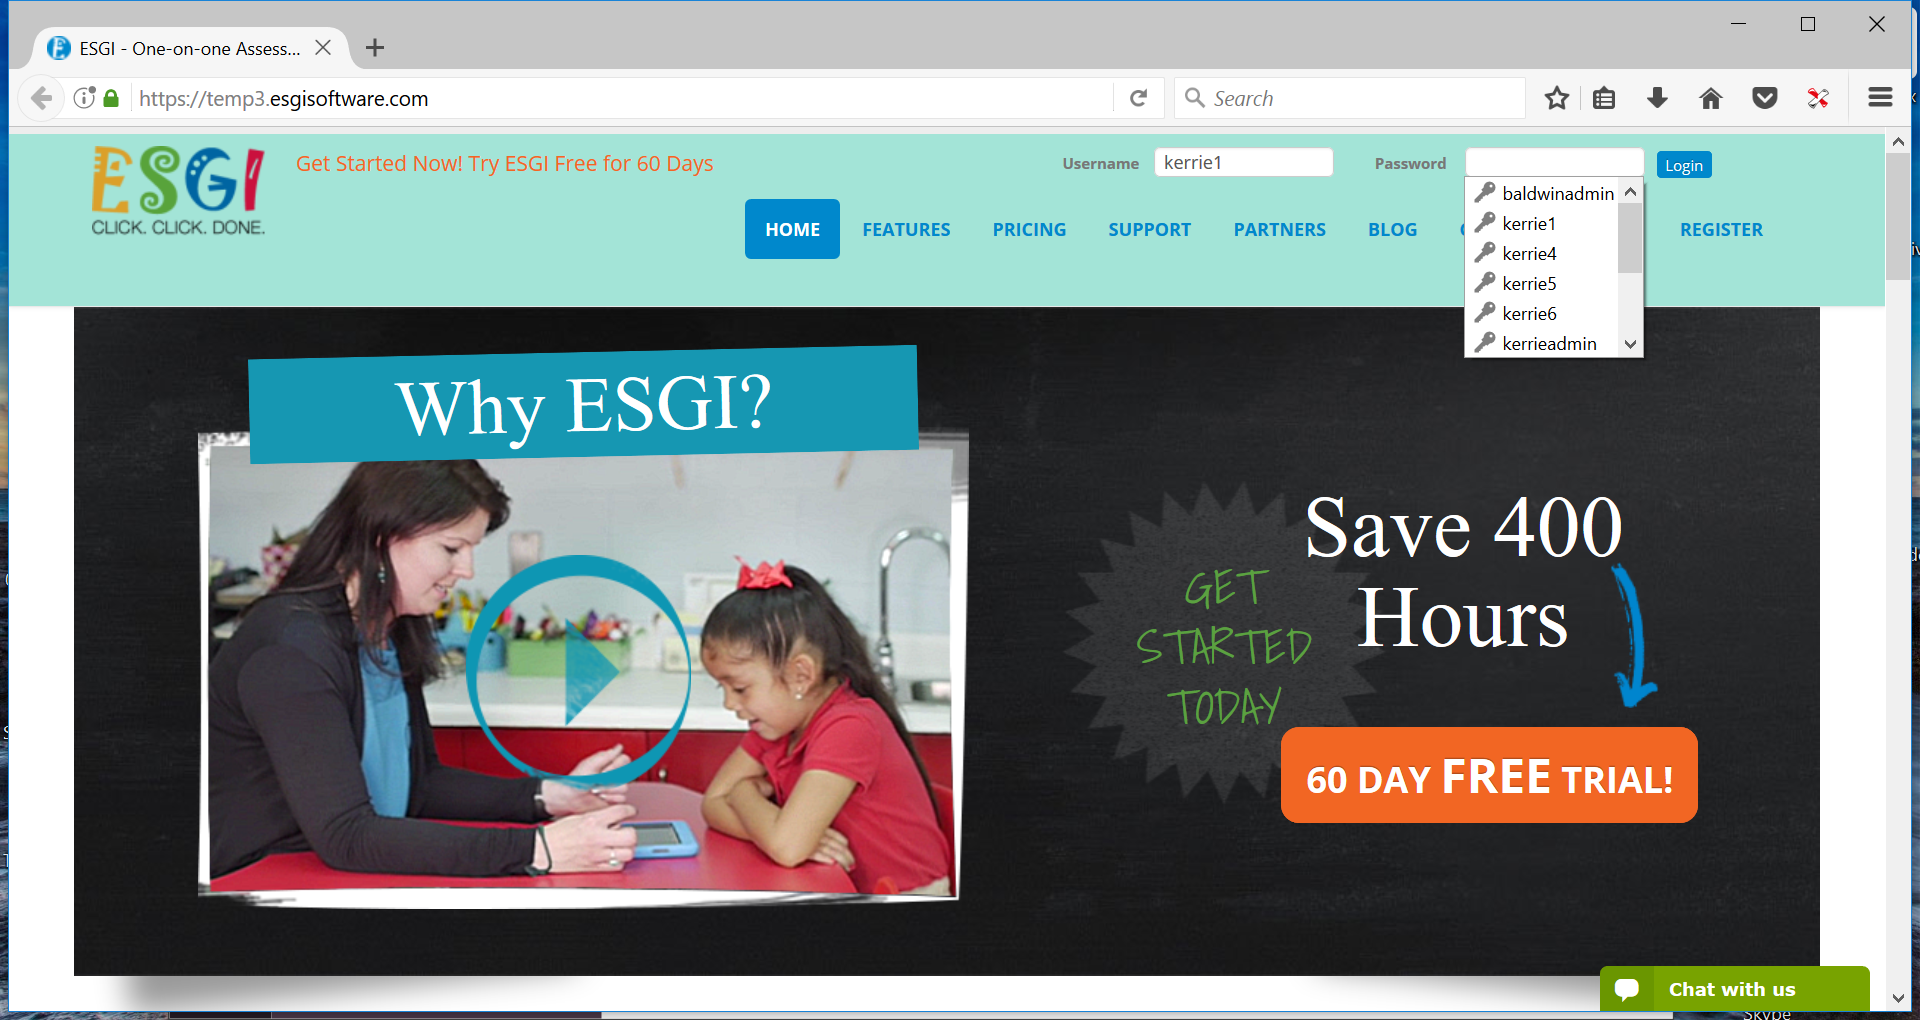 ESGI - One-on-one Assess...
https://temp3.esgisoftware.com
Search
ESGI
CLICK. CLICK. DONE.
Get Started Now! Try ESGI Free for 60 Days
Username
kerrie1
Password
Login
baldwinadmin
kerrie1
kerrie4
kerrie5
kerrie6
kerrieadmin
HOME
FEATURES
PRICING
SUPPORT
PARTNERS
BLOG
REGISTER
Why ESGI?
GET
STARTED
TODAY
Save 400
Hours
60 DAY FREE TRIAL!
Chat with us
Skype